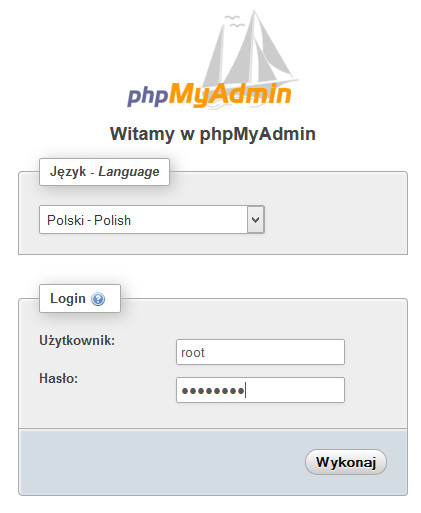 phpMyAdmin
Witamy w phpMyAdmin
Język - Language
Polski - Polish
Login
Użytkownik:
root
Hasło:
●●●●●●●●
Wykonaj